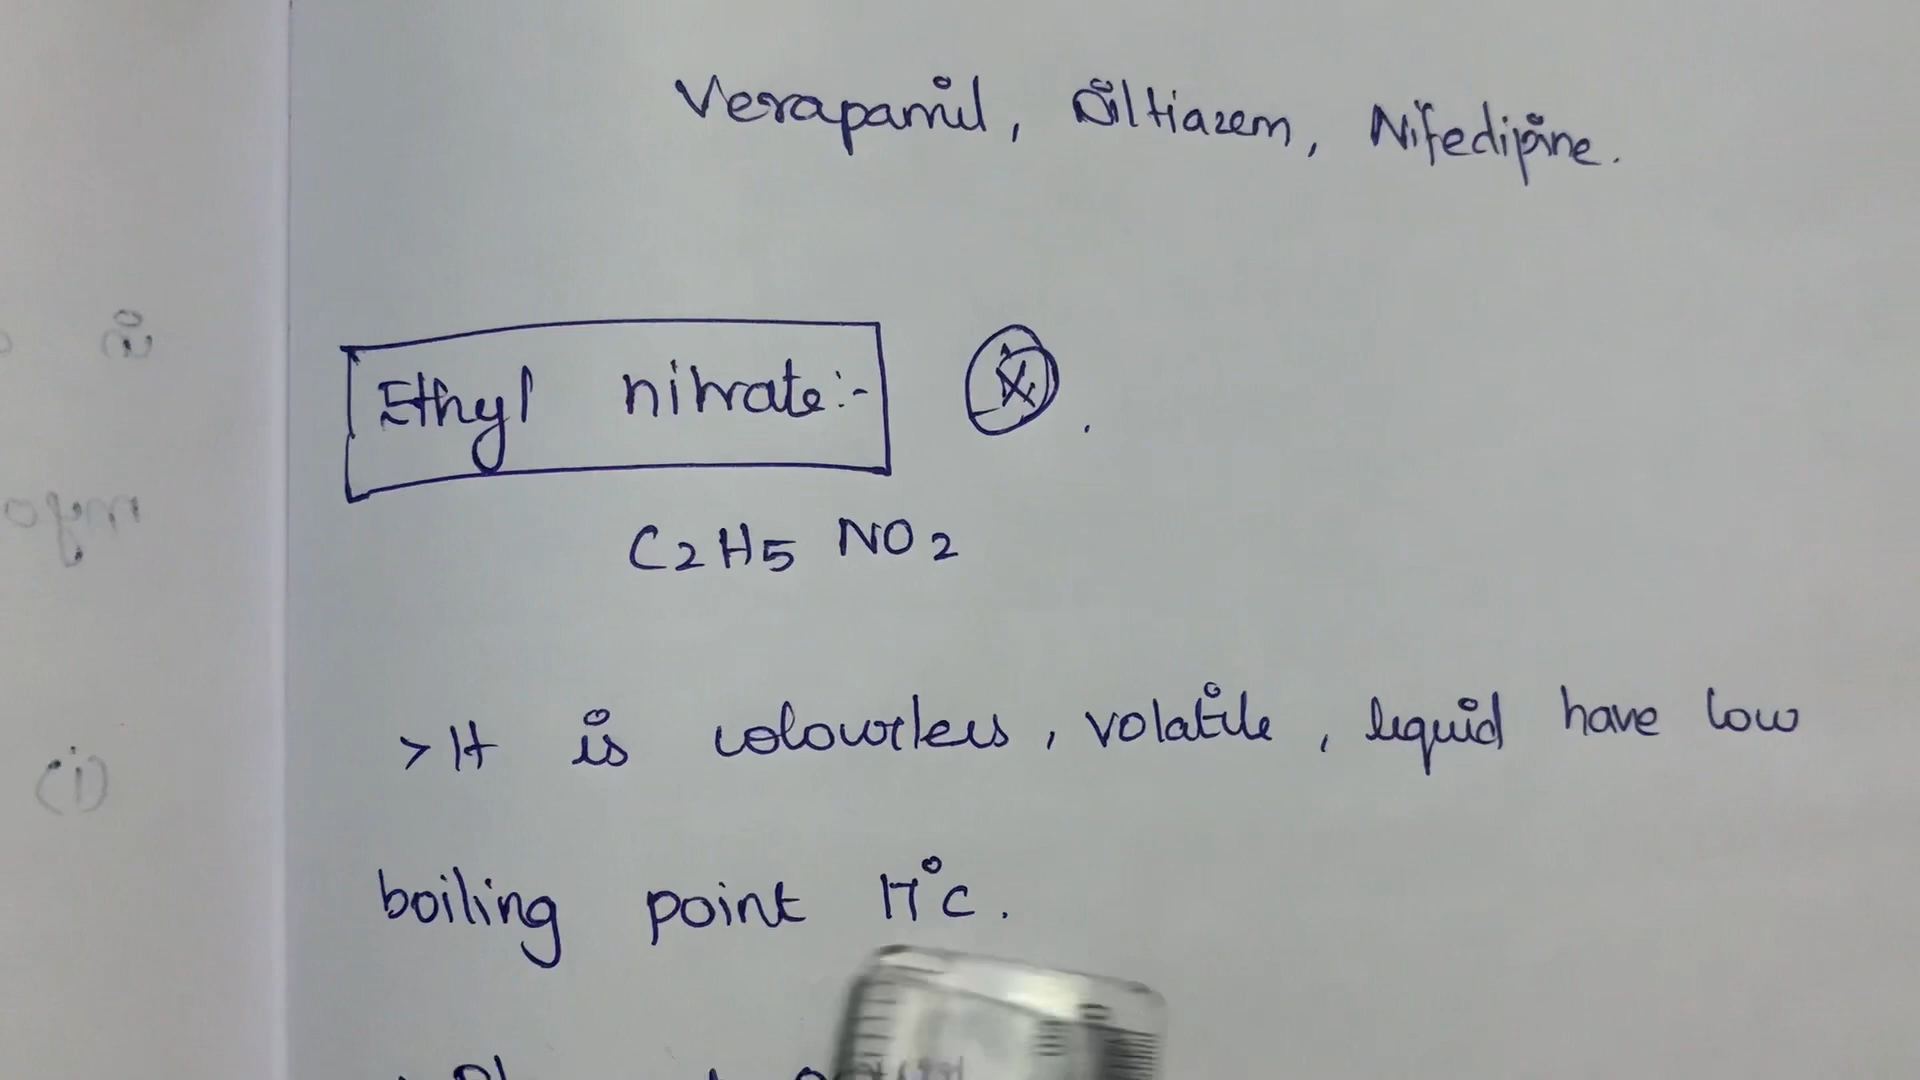 Verapamil, Diltiazem, Nifedipine.
Ethyl nitrate:-
C2H5 NO2
> It is colourless, volatile, liquid have low
boiling point 17°c.